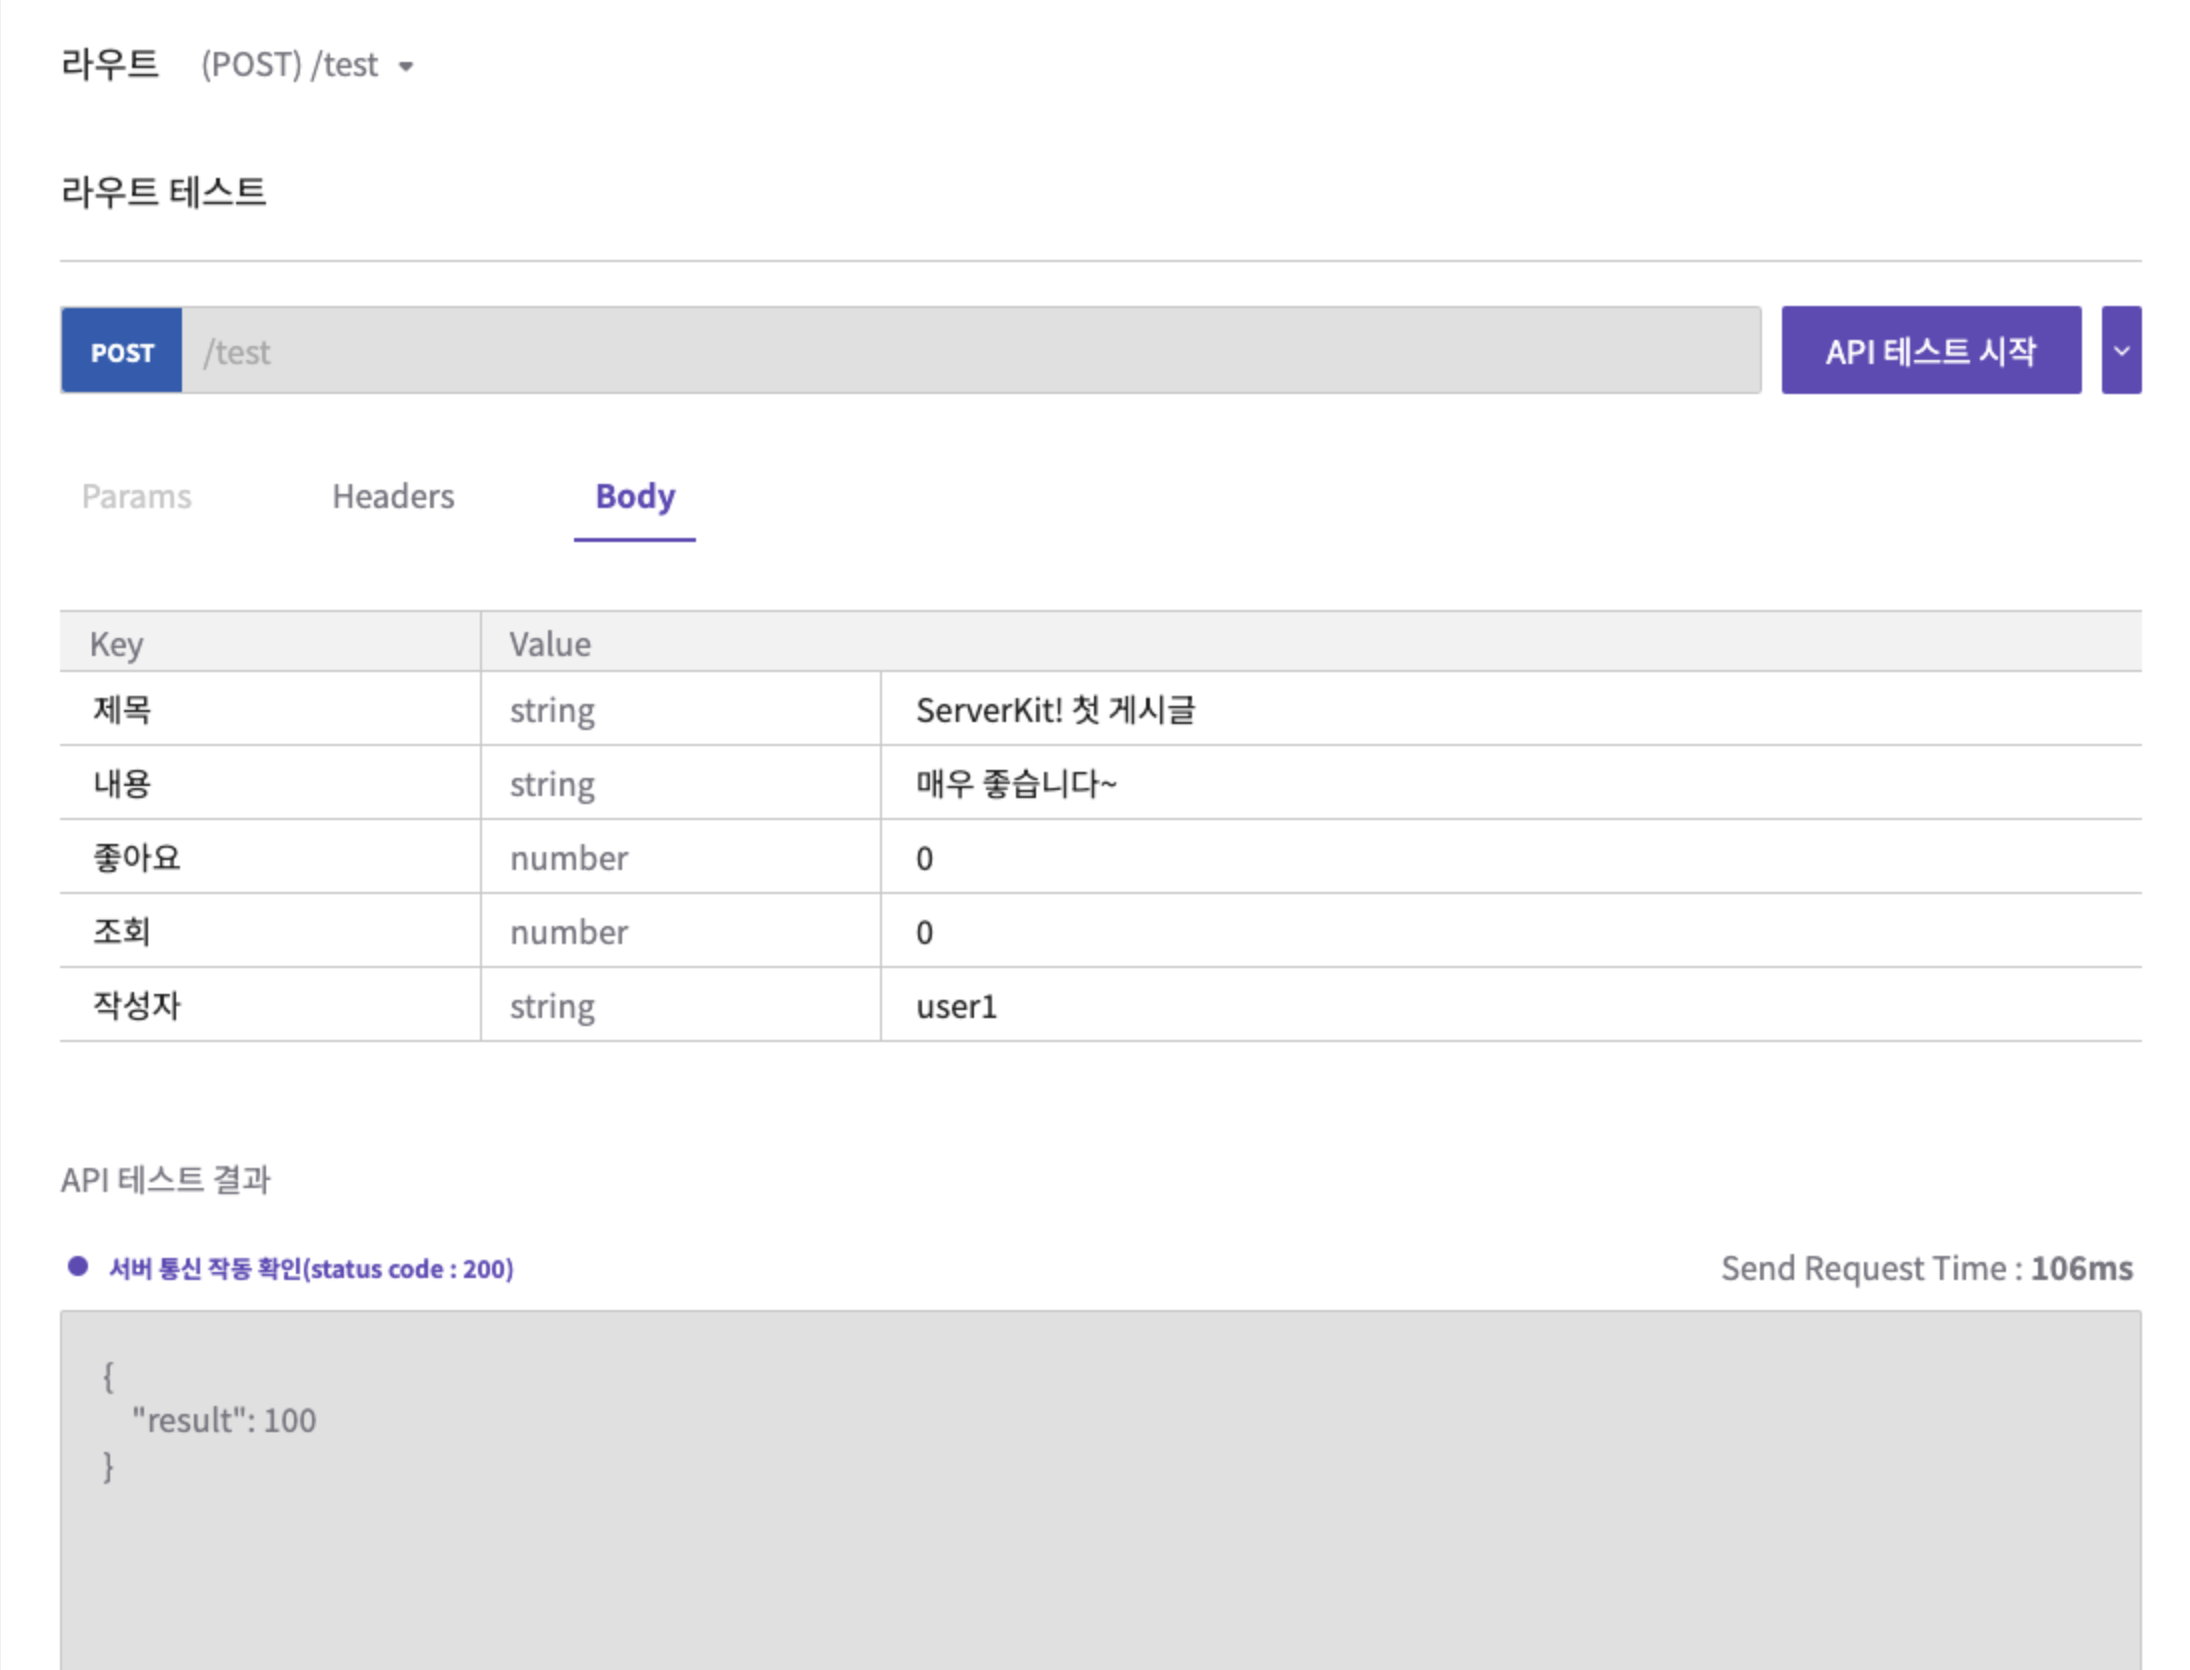 라우트 (POST) /test
라우트 테스트
POST /test API 테스트 시작
Params Headers Body
Key Value
제목 string ServerKit! 첫 게시글
내용 string 매우 좋습니다~
좋아요 number 0
조회 number 0
작성자 string user1
API 테스트 결과
서버 통신 작동 확인(status code : 200) Send Request Time : 106ms
{
"result": 100
}